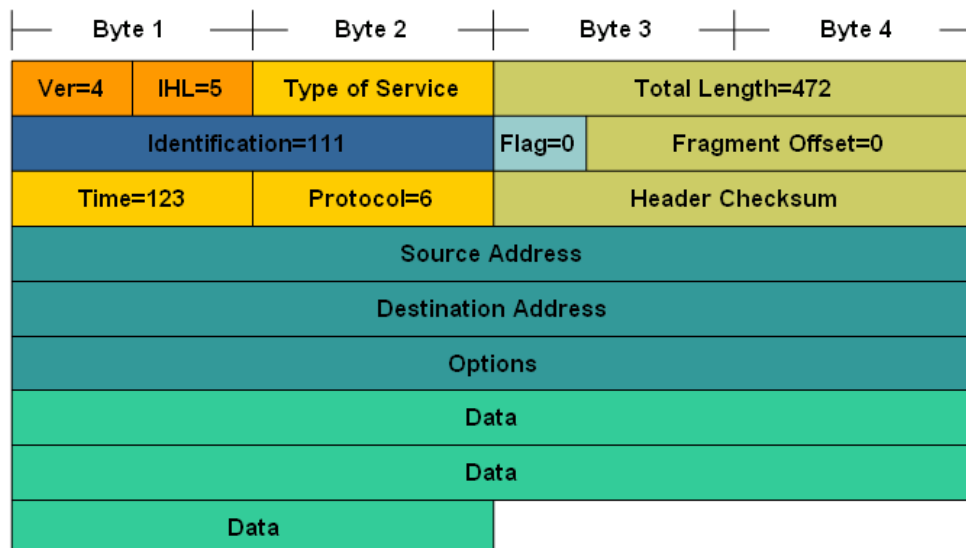 Byte 1 Byte 2 Byte 3 Byte 4
Ver=4 IHL=5 Type of Service Total Length=472
Identification=111 Flag=0 Fragment Offset=0
Time=123 Protocol=6 Header Checksum
Source Address
Destination Address
Options
Data
Data
Data